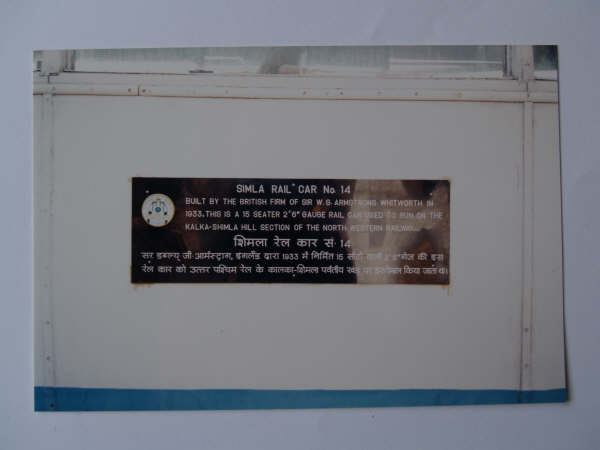 SIMLA RAIL CAR No 14
BUILT BY THE BRITISH FIRM OF SIR W.G. ARMSTRONG WHITWORTH IN
1933, THIS IS A 15 SEATER 2'6" GAUGE RAIL CAR USED TO RUN ON THE
KALKA-SHIMLA HILL SECTION OF THE NORTH WESTERN RAILWAY.
शिमला रेल कार सं 14
सर डबल्यू जी आर्मस्ट्राग, इंगलैंड द्वारा 1933 में निर्मित 15 सीटों वाली 2'6" गेज की इस
रेल कार को उत्तर पश्चिम रेल के कालका-शिमला पर्वतीय खंड पर इस्तेमाल किया जाता था।